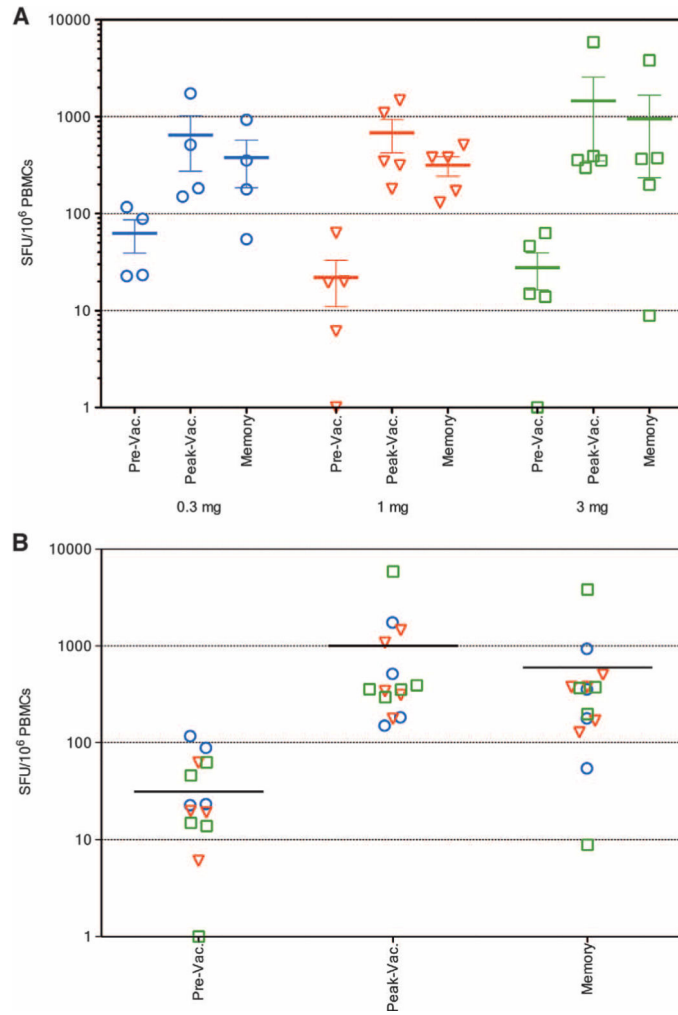 A
10000
1000
100
10
1
SFU/10⁶ PBMCs
Pre-Vac. Peak-Vac. Memory Pre-Vac. Peak-Vac. Memory Pre-Vac. Peak-Vac. Memory
0.3 mg 1 mg 3 mg
B
10000
1000
100
10
1
SFU/10⁶ PBMCs
Pre-Vac. Peak-Vac. Memory